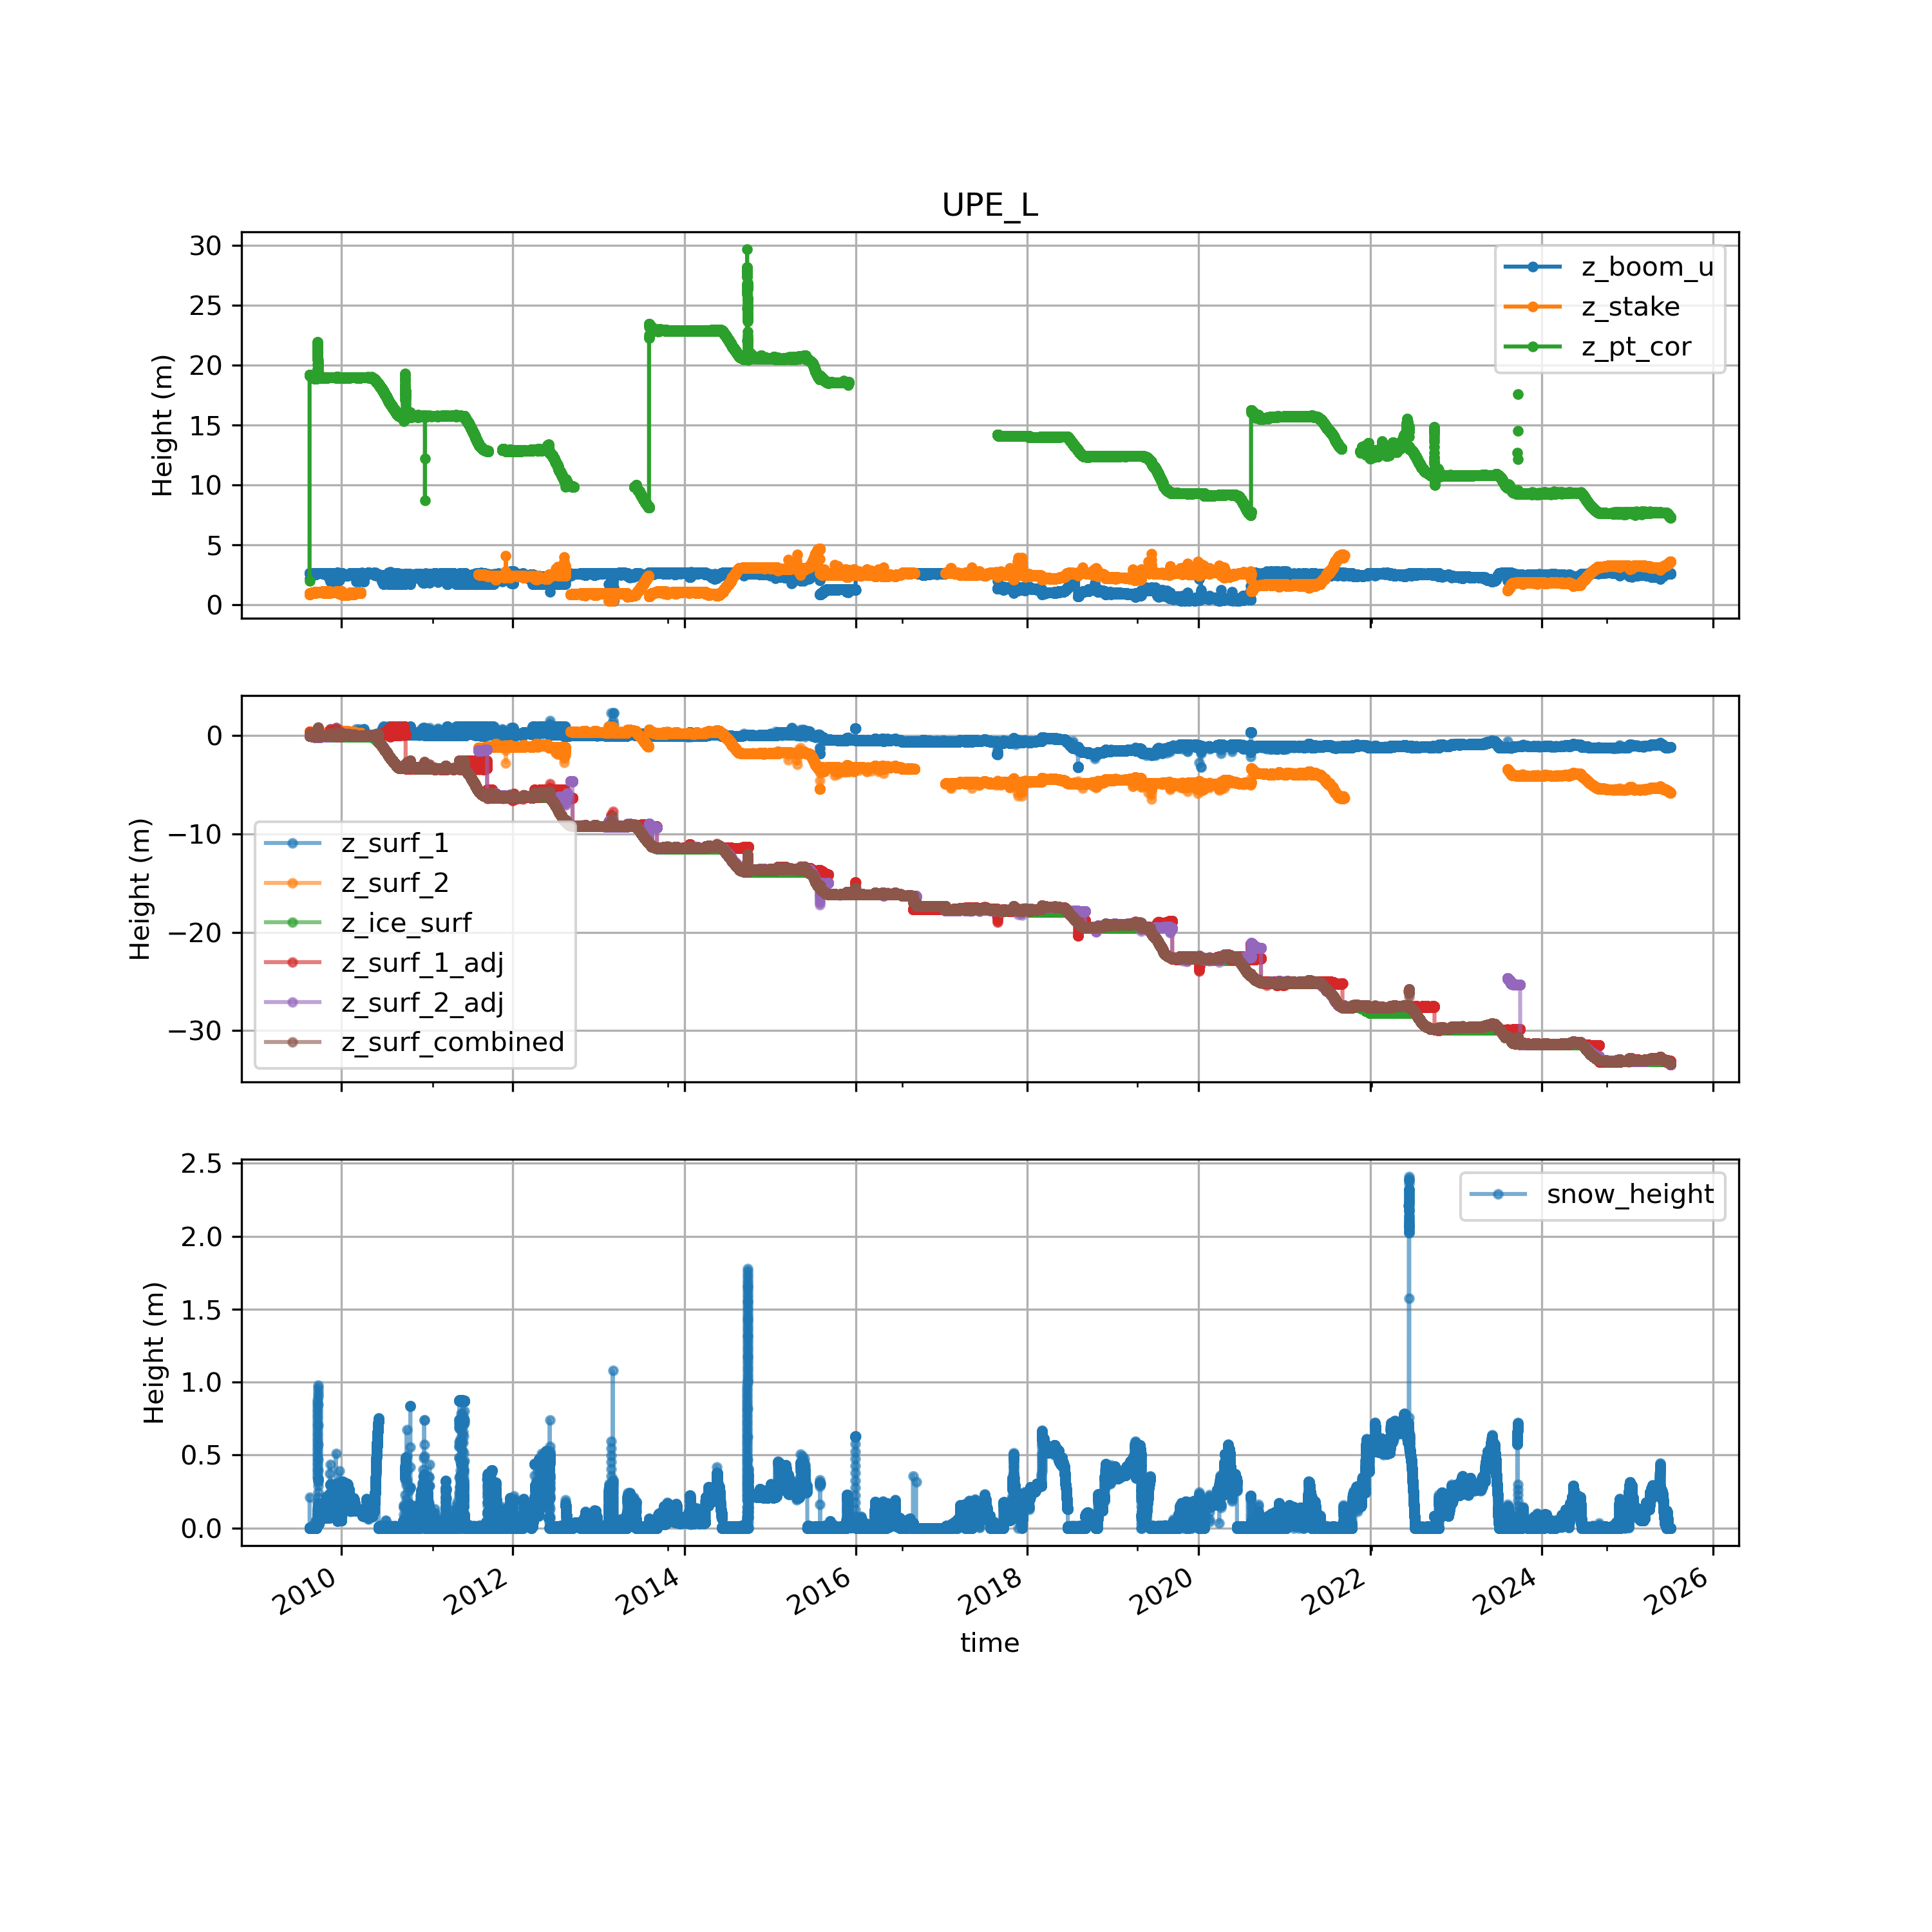 UPE_L
30
25
20
15
10
5
0
Height (m)
z_boom_u
z_stake
z_pt_cor
0
−10
−20
−30
Height (m)
z_surf_1
z_surf_2
z_ice_surf
z_surf_1_adj
z_surf_2_adj
z_surf_combined
2.5
2.0
1.5
1.0
0.5
0.0
Height (m)
snow_height
2010 2012 2014 2016 2018 2020 2022 2024 2026
time